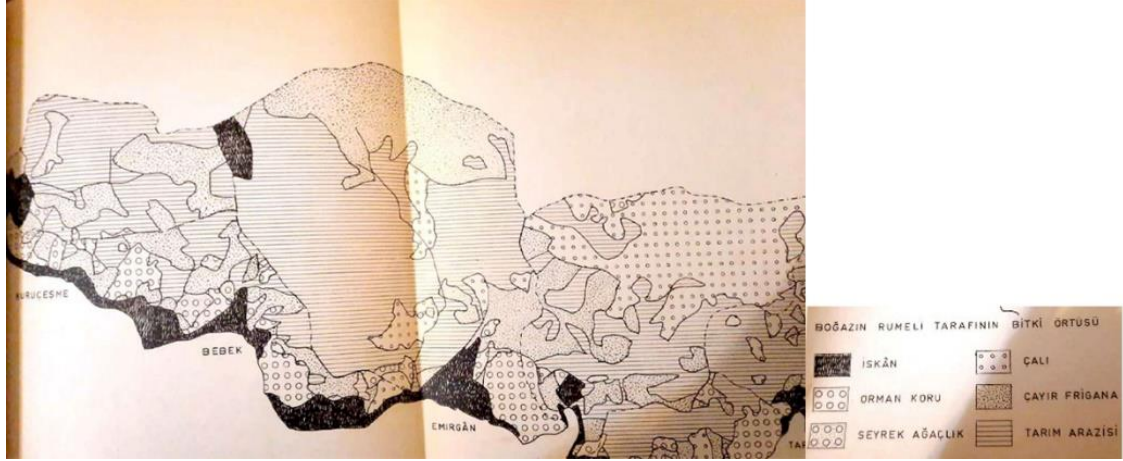 KURUÇEŞME
BEBEK
EMİRGÂN
TAR
BOĞAZIN RUMELİ TARAFININ BİTKİ ÖRTÜSÜ
İSKÂN
ORMAN KORU
SEYREK AĞAÇLIK
ÇALI
ÇAYIR FRİGANA
TARIM ARAZİSİ